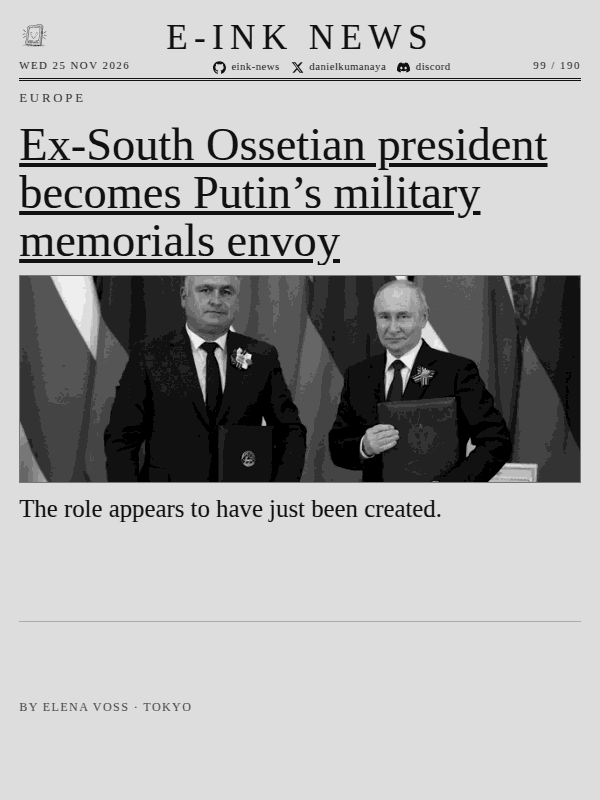 E-INK NEWS
WED 25 NOV 2026
eink-news danielkumanaya discord
99 / 190
EUROPE
Ex-South Ossetian president
becomes Putin’s military
memorials envoy
The role appears to have just been created.
BY ELENA VOSS · TOKYO